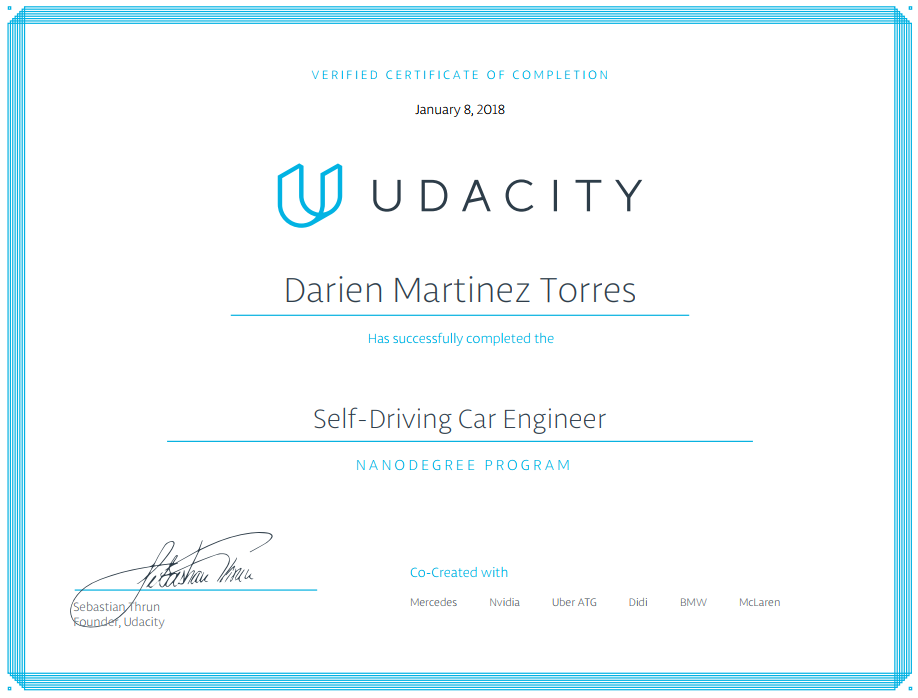 VERIFIED CERTIFICATE OF COMPLETION
January 8, 2018
UDACITY
Darien Martinez Torres
Has successfully completed the
Self-Driving Car Engineer
NANODEGREE PROGRAM
Sebastian Thrun
Sebastian Thrun
Founder, Udacity
Co-Created with
Mercedes Nvidia Uber ATG Didi BMW McLaren